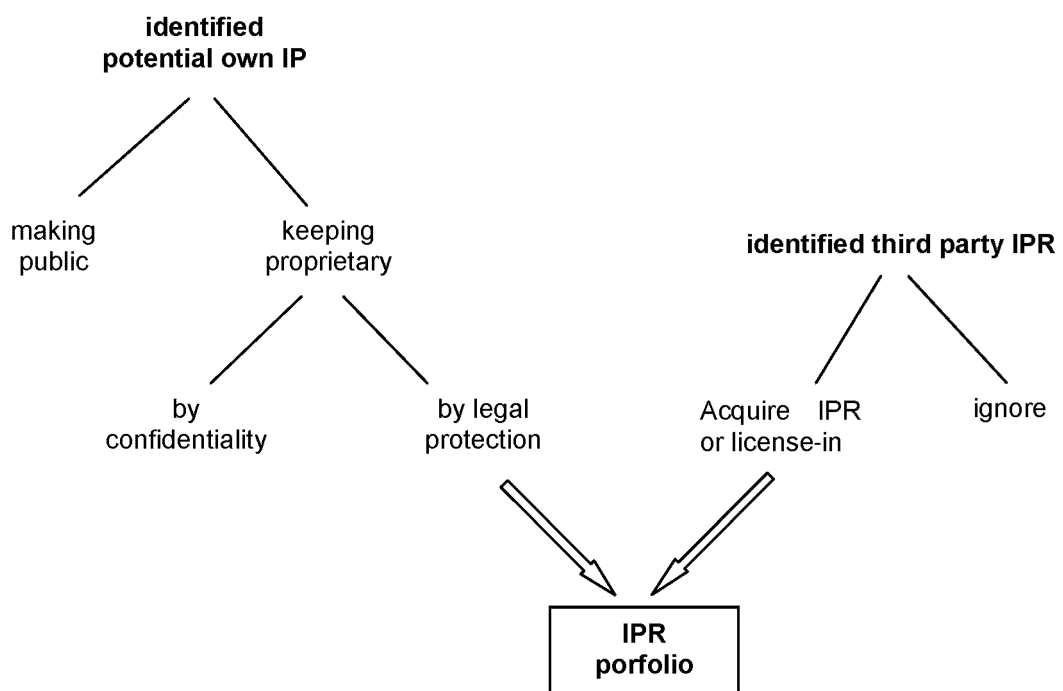 identified
potential own IP
making
public
keeping
proprietary
identified third party IPR
by
confidentiality
by legal
protection
Acquire IPR
or license-in
ignore
IPR
porfolio